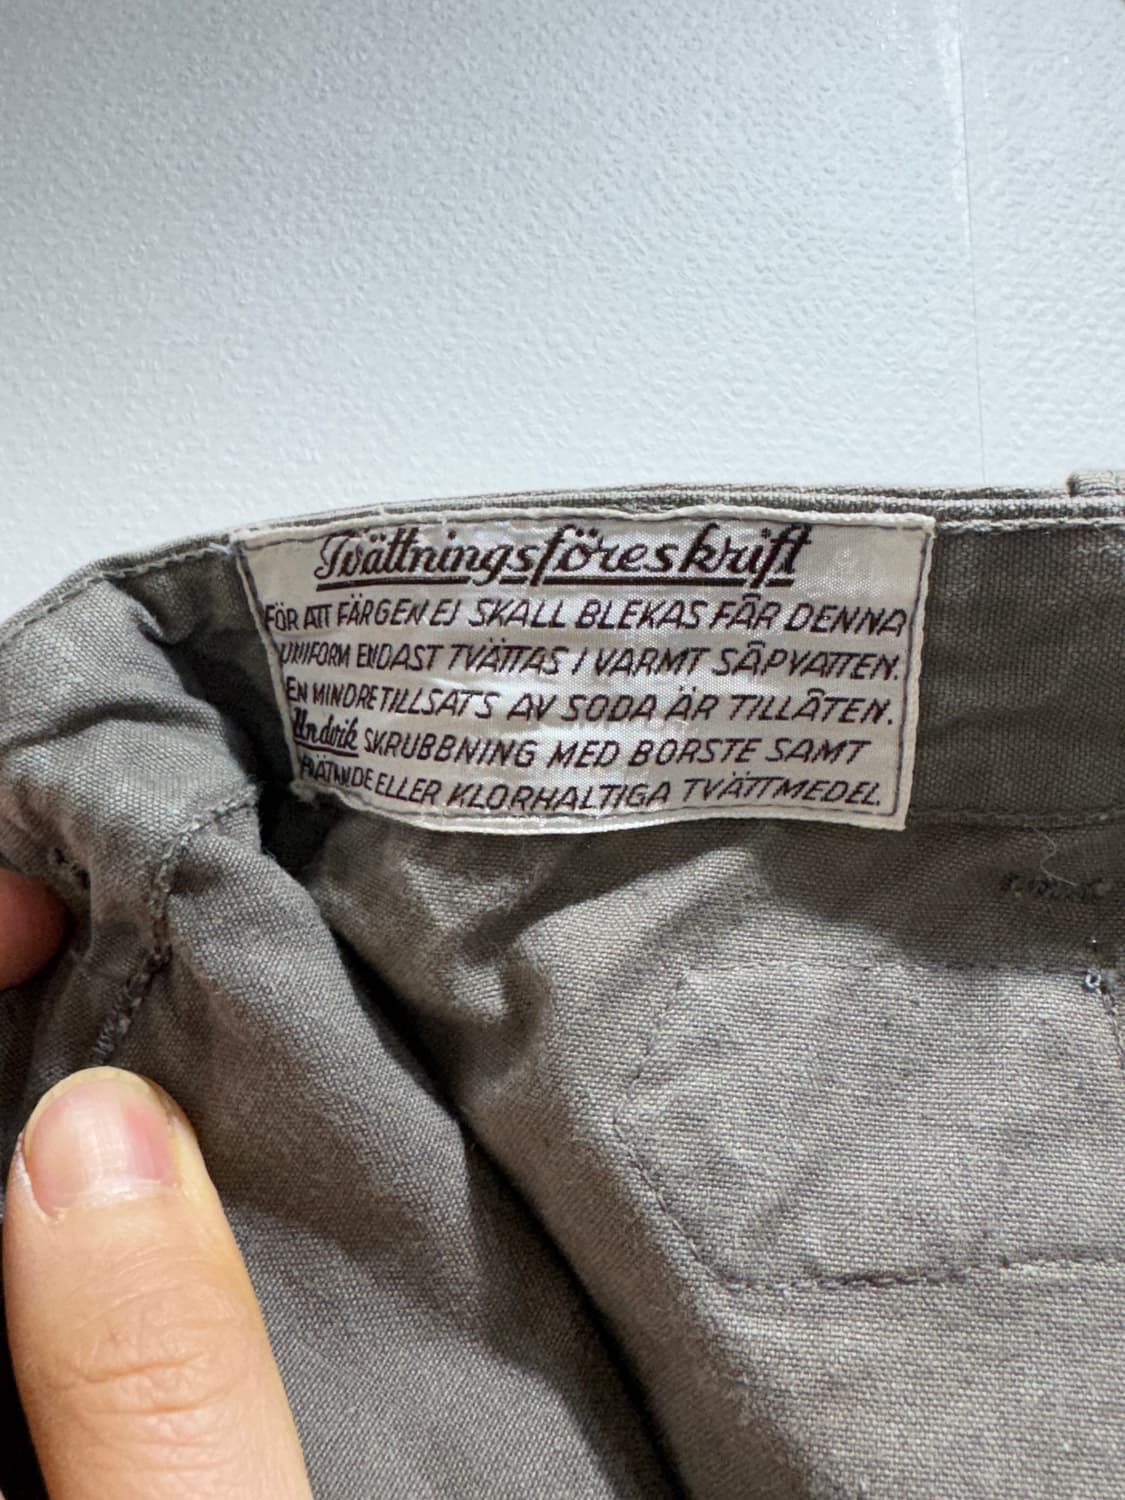 Tvättningsföreskrift
FÖR ATT FÄRGEN EJ SKALL BLEKAS FÅR DENNA
UNIFORM ENDAST TVÄTTAS I VARMT SÅPVATTEN.
EN MINDRE TILLSATS AV SODA ÄR TILLÅTEN.
Undvik SKRUBBNING MED BORSTE SAMT
FRÄTANDE ELLER KLORHALTIGA TVÄTTMEDEL.